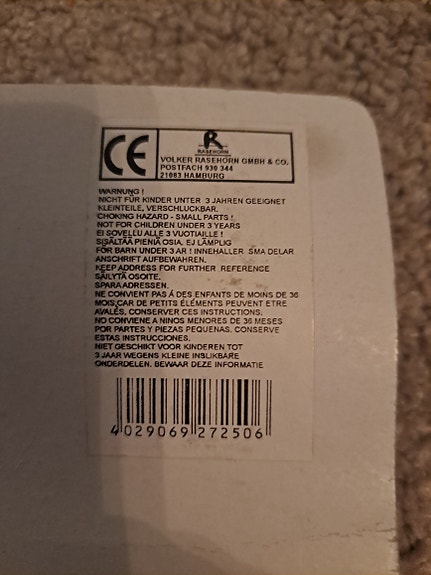 CE
R
RASEHORN
VOLKER RASEHORN GMBH & CO.
POSTFACH 930 344
21083 HAMBURG
WARNUNG !
NICHT FÜR KINDER UNTER 3 JAHREN GEEIGNET
KLEINTEILE, VERSCHLUCKBAR.
CHOKING HAZARD - SMALL PARTS !
NOT FOR CHILDREN UNDER 3 YEARS
EI SOVELLU ALLE 3 VUOTIAILLE !
SISÄLTÄÄ PIENIÄ OSIA. EJ LÄMPLIG
FÖR BARN UNDER 3 AR ! INNEHALLER SMA DELAR
ANSCHRIFT AUFBEWAHREN.
KEEP ADDRESS FOR FURTHER REFERENCE
SÄILYTÄ OSOITE.
SPARA ADRESSEN.
NE CONVIENT PAS Á DES ENFANTS DE MOINS DE 36
MOIS,CAR DE PETITS ÉLÉMENTS PEUVENT ETRE
AVALÉS. CONSERVER CES INSTRUCTIONS.
NO CONVIENE A NINOS MENORES DE 36 MESES
POR PARTES Y PIEZAS PEQUENAS. CONSERVE
ESTAS INSTRUCCIONES.
NIET GESCHIKT VOOR KINDEREN TOT
3 JAAR WEGENS KLEINE INSLIKBARE
ONDERDELEN. BEWAAR DEZE INFORMATIE
4 029069 272506